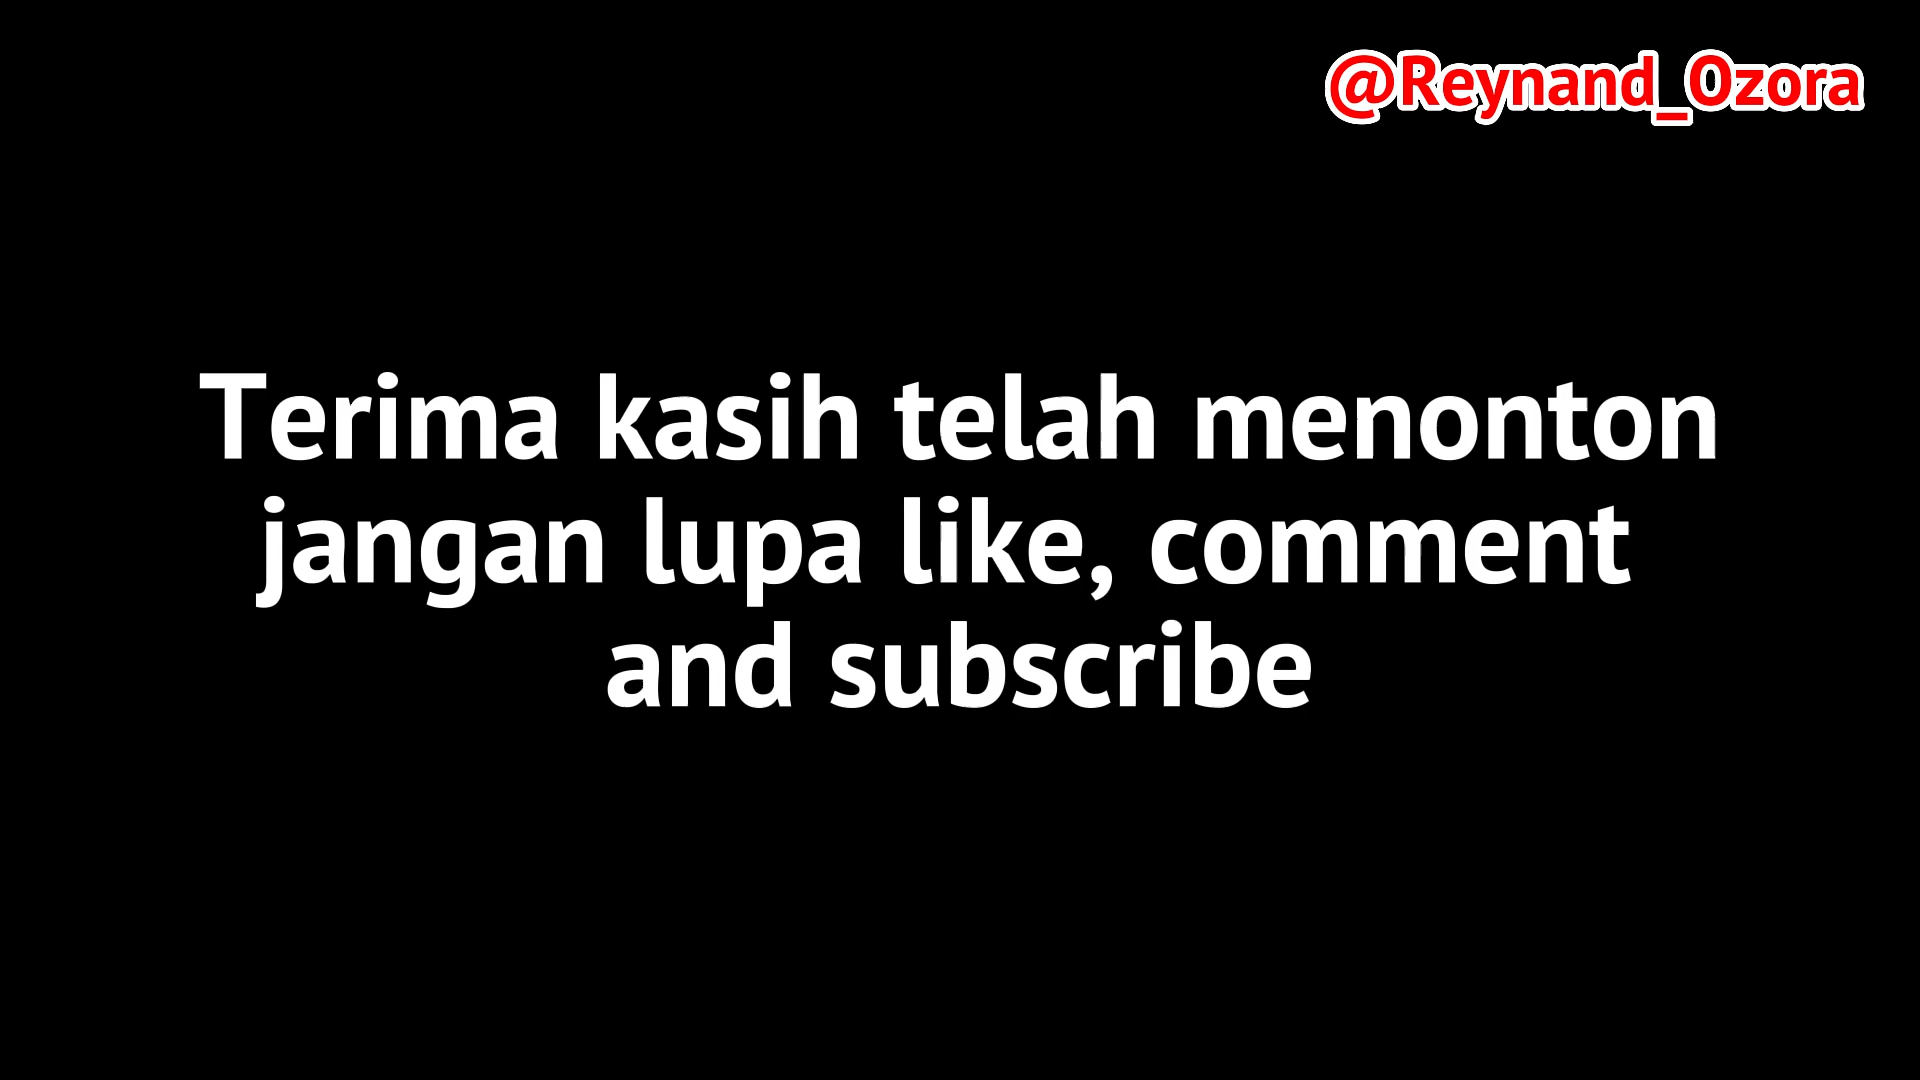 @Reynand_Ozora
Terima kasih telah menonton
jangan lupa like, comment
and subscribe